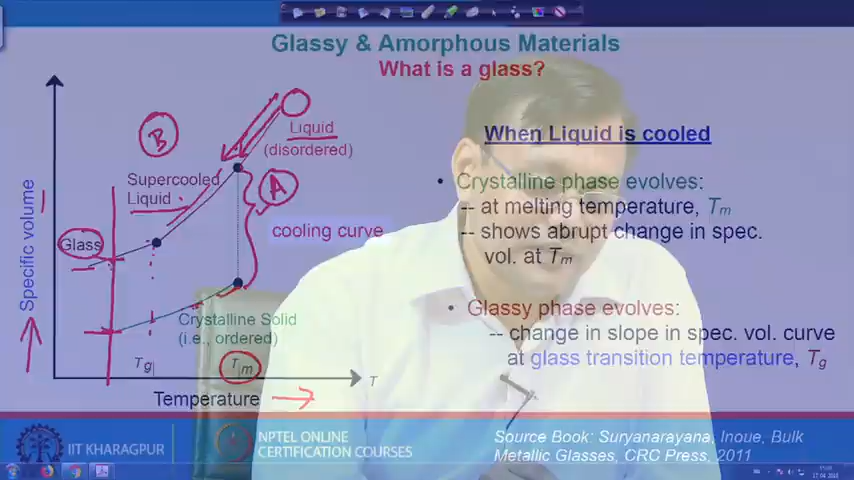 Glassy & Amorphous Materials
What is a glass?
B
Liquid
(disordered)
Supercooled
Liquid
A
Glass
cooling curve
Specific volume
Crystalline Solid
(i.e., ordered)
Tg
Tm
T
Temperature
When Liquid is cooled
• Crystalline phase evolves:
-- at melting temperature, Tm
-- shows abrupt change in spec.
vol. at Tm
• Glassy phase evolves:
-- change in slope in spec. vol. curve
at glass transition temperature, Tg
IIT KHARAGPUR
NPTEL ONLINE
CERTIFICATION COURSES
Source Book: Suryanarayana, Inoue, Bulk
Metallic Glasses, CRC Press, 2011